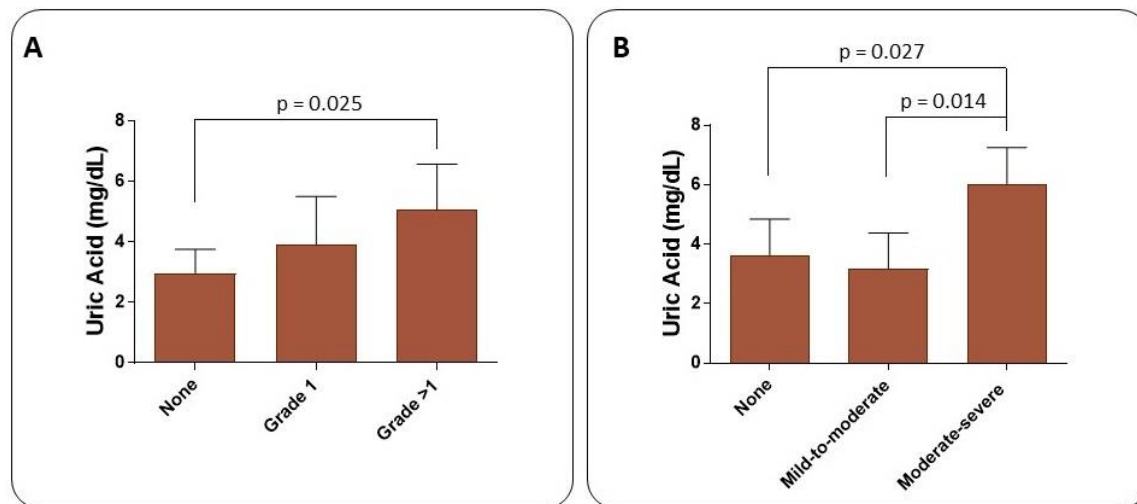 A
p = 0.025
Uric Acid (mg/dL)
8
6
4
2
0
None
Grade 1
Grade >1
B
p = 0.027
p = 0.014
Uric Acid (mg/dL)
8
6
4
2
0
None
Mild-to-moderate
Moderate-severe